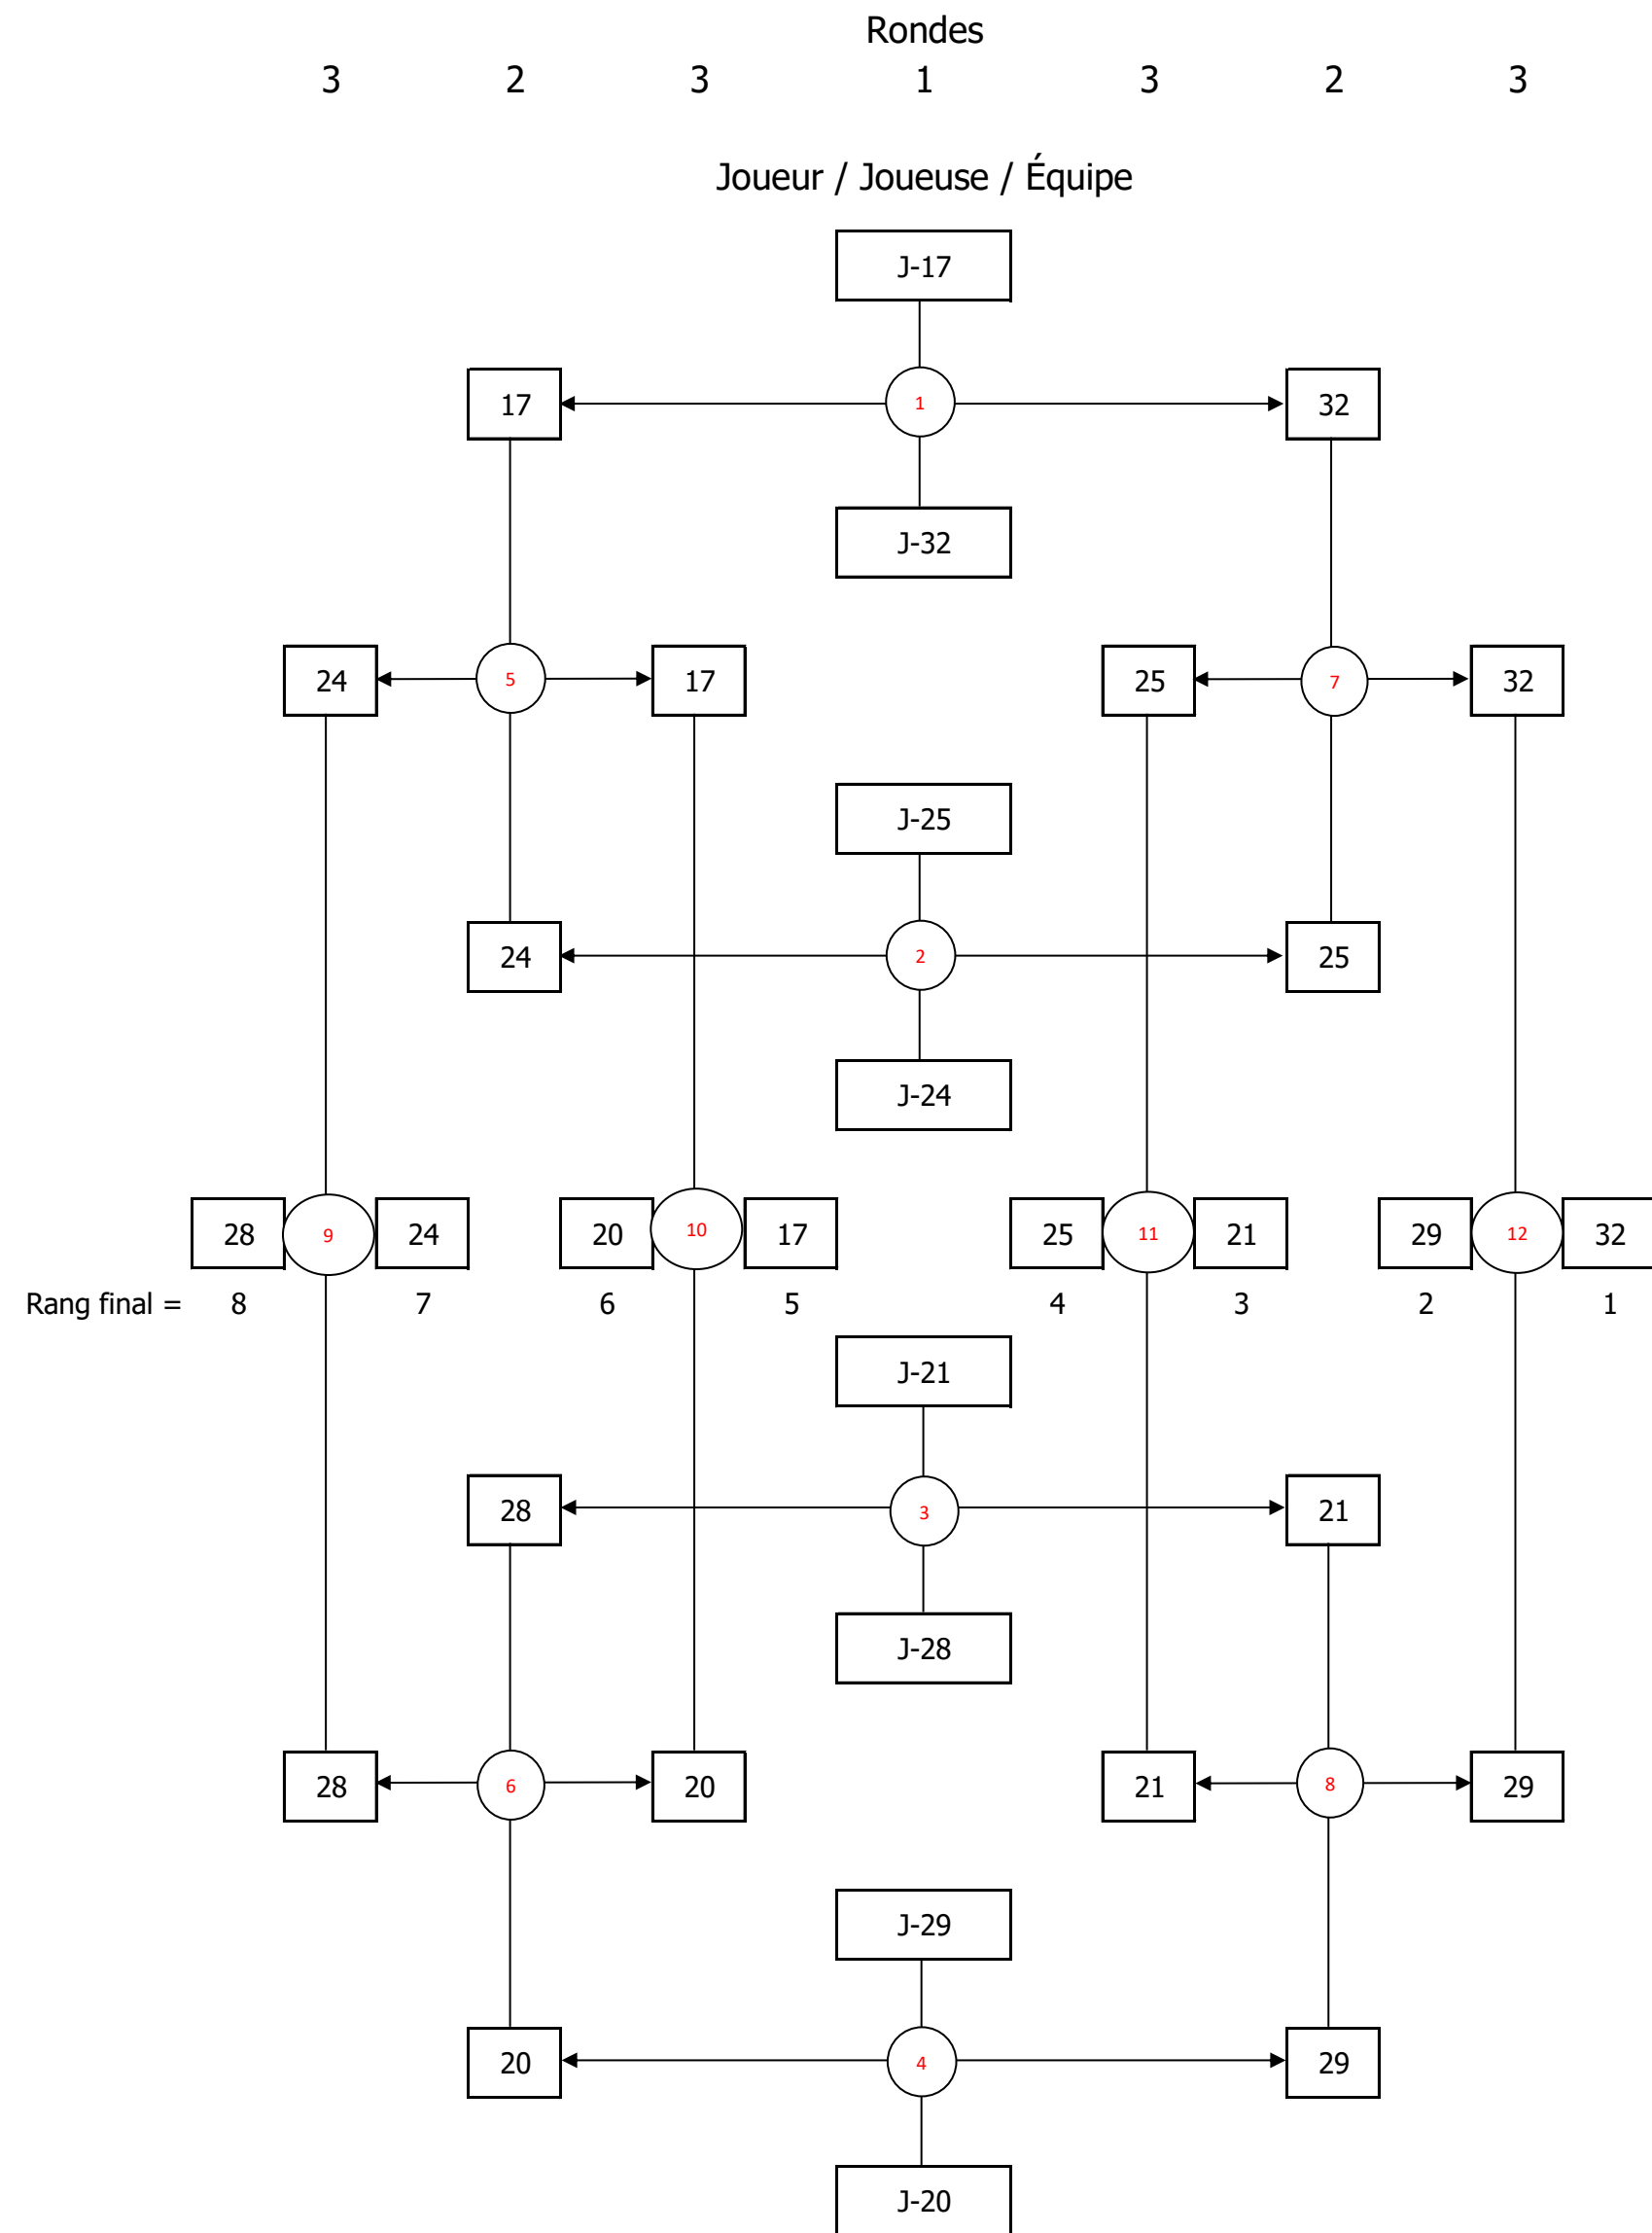 Rondes
3 2 3 1 3 2 3
Joueur / Joueuse / Équipe
J-17
17 1 32
J-32
24 5 17 25 7 32
J-25
24 2 25
J-24
28 9 24 20 10 17 25 11 21 29 12 32
Rang final = 8 7 6 5 4 3 2 1
J-21
28 3 21
J-28
28 6 20 21 8 29
J-29
20 4 29
J-20